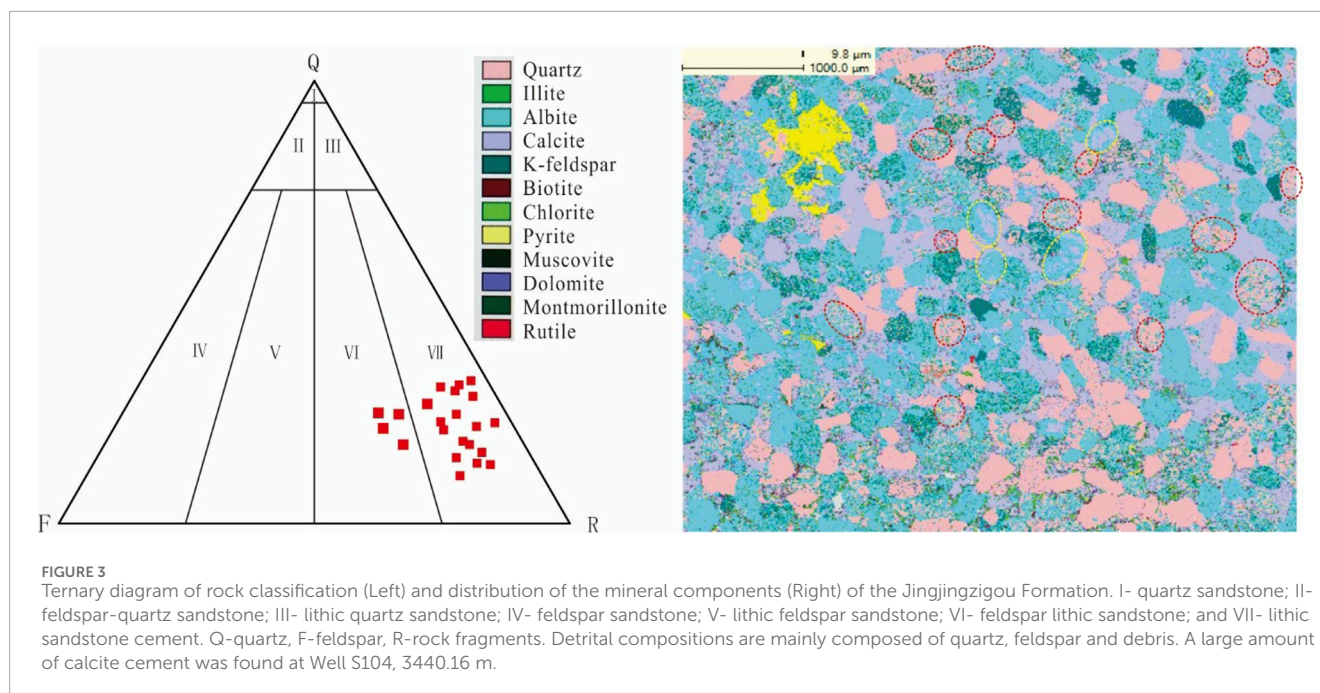 Q
I
II III
IV V VI VII
F R
Quartz
Illite
Albite
Calcite
K-feldspar
Biotite
Chlorite
Pyrite
Muscovite
Dolomite
Montmorillonite
Rutile
9.8 µm
1000.0 µm
FIGURE 3
Ternary diagram of rock classification (Left) and distribution of the mineral components (Right) of the Jingjingzigou Formation. I- quartz sandstone; II-
feldspar-quartz sandstone; III- lithic quartz sandstone; IV- feldspar sandstone; V- lithic feldspar sandstone; VI- feldspar lithic sandstone; and VII- lithic
sandstone cement. Q-quartz, F-feldspar, R-rock fragments. Detrital compositions are mainly composed of quartz, feldspar and debris. A large amount
of calcite cement was found at Well S104, 3440.16 m.